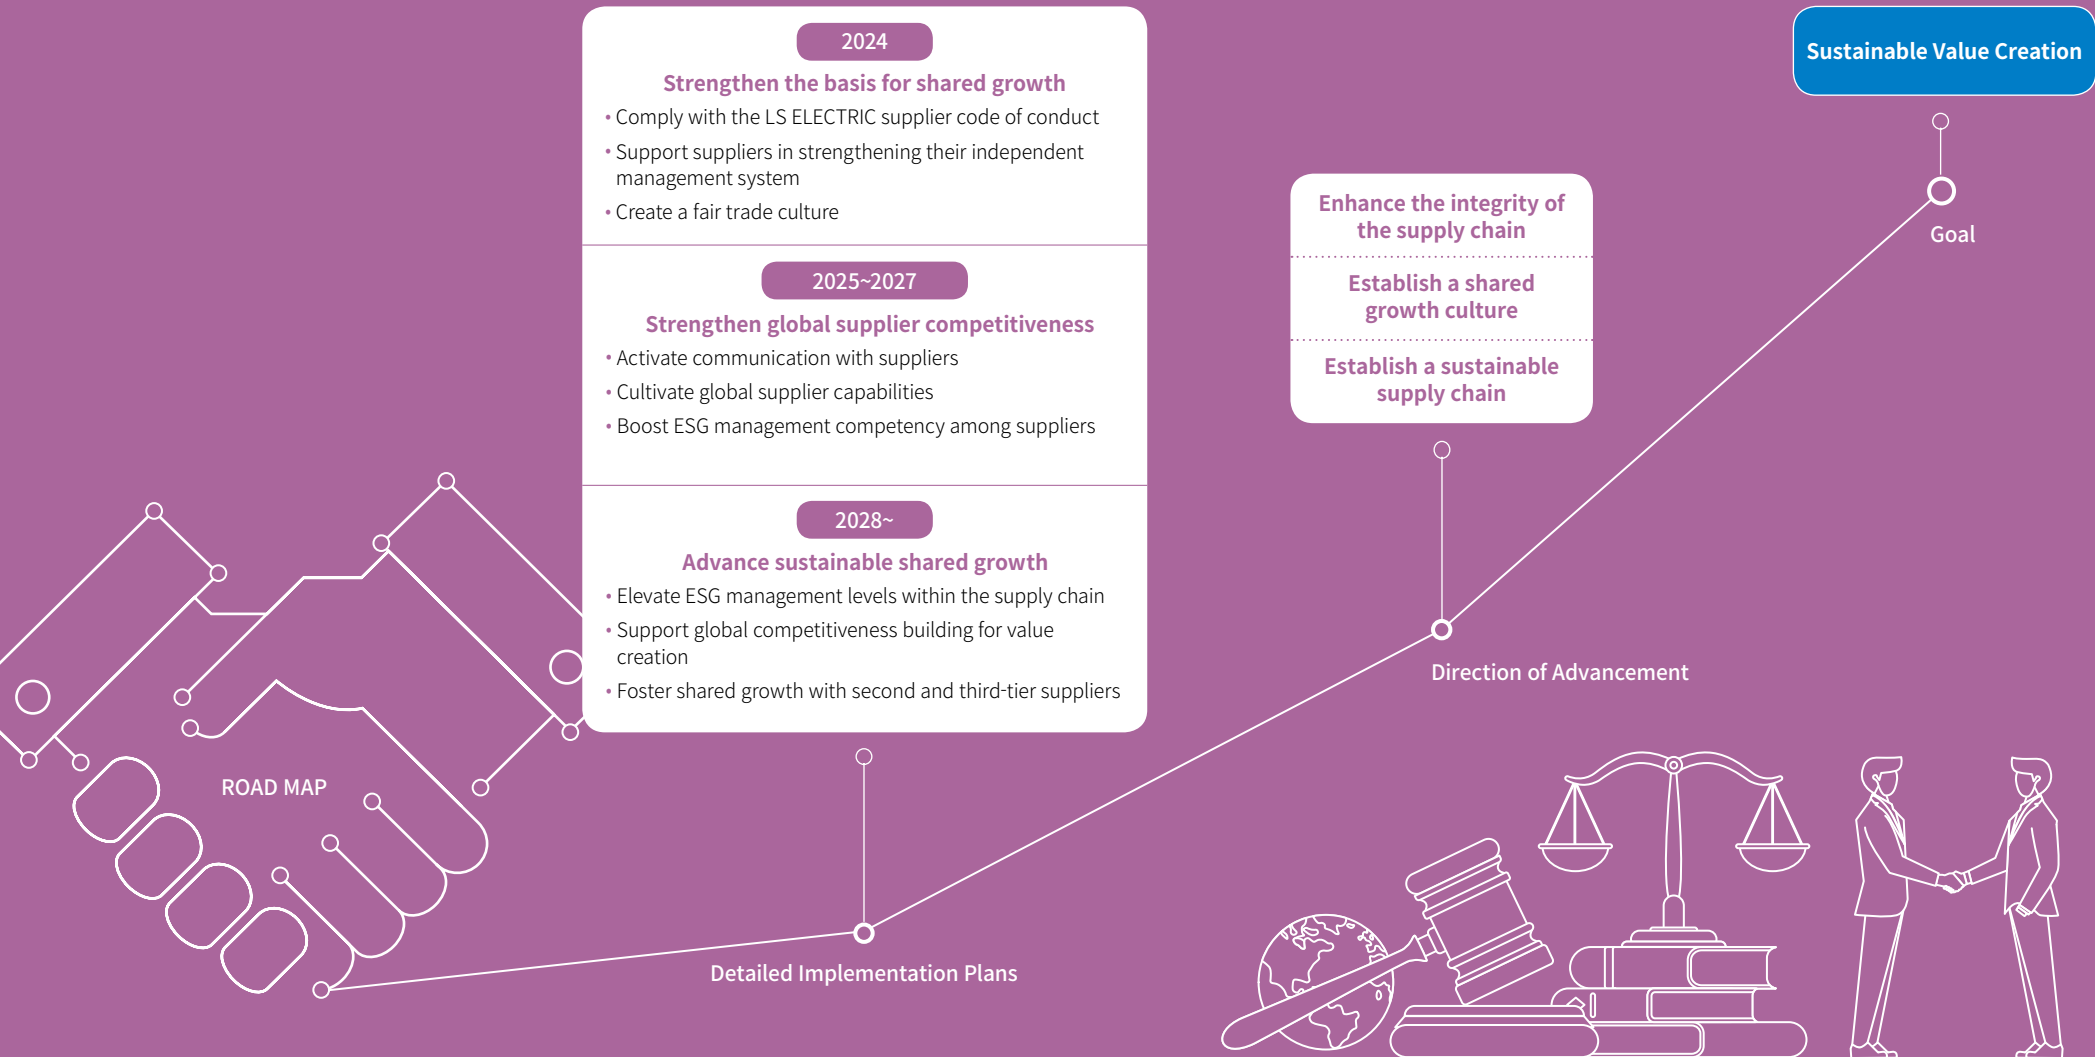 2024
Strengthen the basis for shared growth
• Comply with the LS ELECTRIC supplier code of conduct
• Support suppliers in strengthening their independent
management system
• Create a fair trade culture
2025~2027
Strengthen global supplier competitiveness
• Activate communication with suppliers
• Cultivate global supplier capabilities
• Boost ESG management competency among suppliers
2028~
Advance sustainable shared growth
• Elevate ESG management levels within the supply chain
• Support global competitiveness building for value
creation
• Foster shared growth with second and third-tier suppliers
ROAD MAP
Detailed Implementation Plans
Enhance the integrity of
the supply chain
Establish a shared
growth culture
Establish a sustainable
supply chain
Direction of Advancement
Sustainable Value Creation
Goal